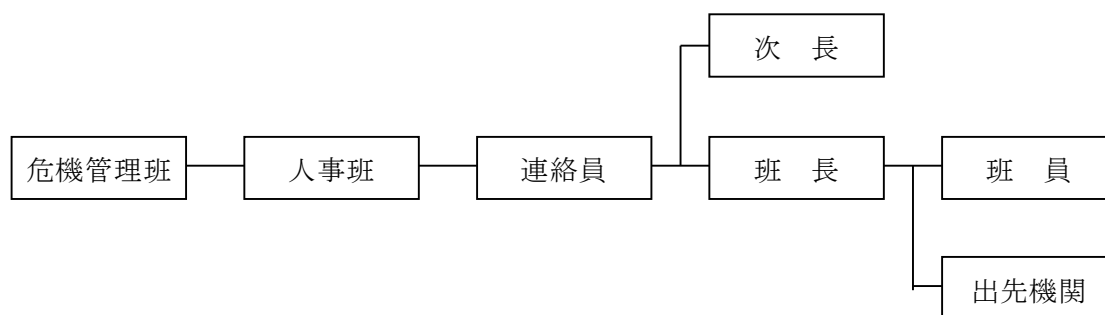 次　長
危機管理班
人事班
連絡員
班　長
班　員
出先機関